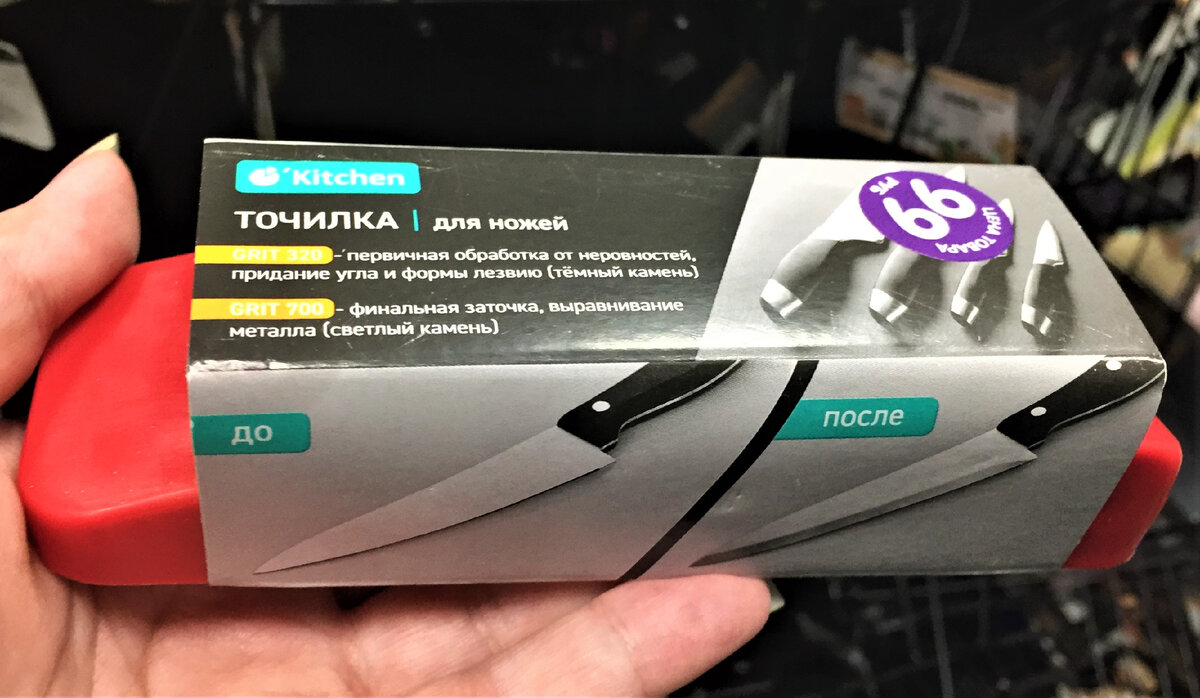 'Kitchen
ТОЧИЛКА | для ножей
GRIT 320 - первичная обработка от неровностей,
придание угла и формы лезвию (тёмный камень)
GRIT 700 - финальная заточка, выравнивание
металла (светлый камень)
ЦЕНА ТОВАРА
99
РУБ
до
после